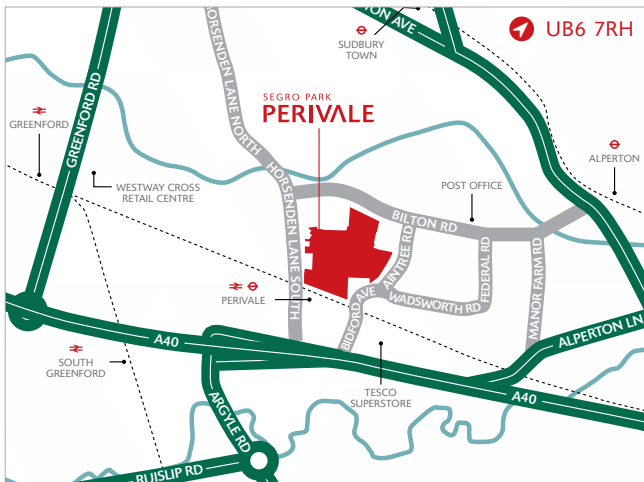 TON AVE
UB6 7RH
SUDBURY
TOWN
GREENFORD RD
HORSENDEN LANE NORTH
SEGRO PARK
PERIVALE
GREENFORD
ALPERTON
WESTWAY CROSS
RETAIL CENTRE
POST OFFICE
HORSENDEN LANE SOUTH
BILTON RD
AINTREE RD
FEDERAL RD
MANOR FARM RD
PERIVALE
BIDFORD AVE
WADSWORTH RD
ALPERTON LN
A40
SOUTH
GREENFORD
TESCO
SUPERSTORE
A40
ARGYLE RD
RUISLIP RD